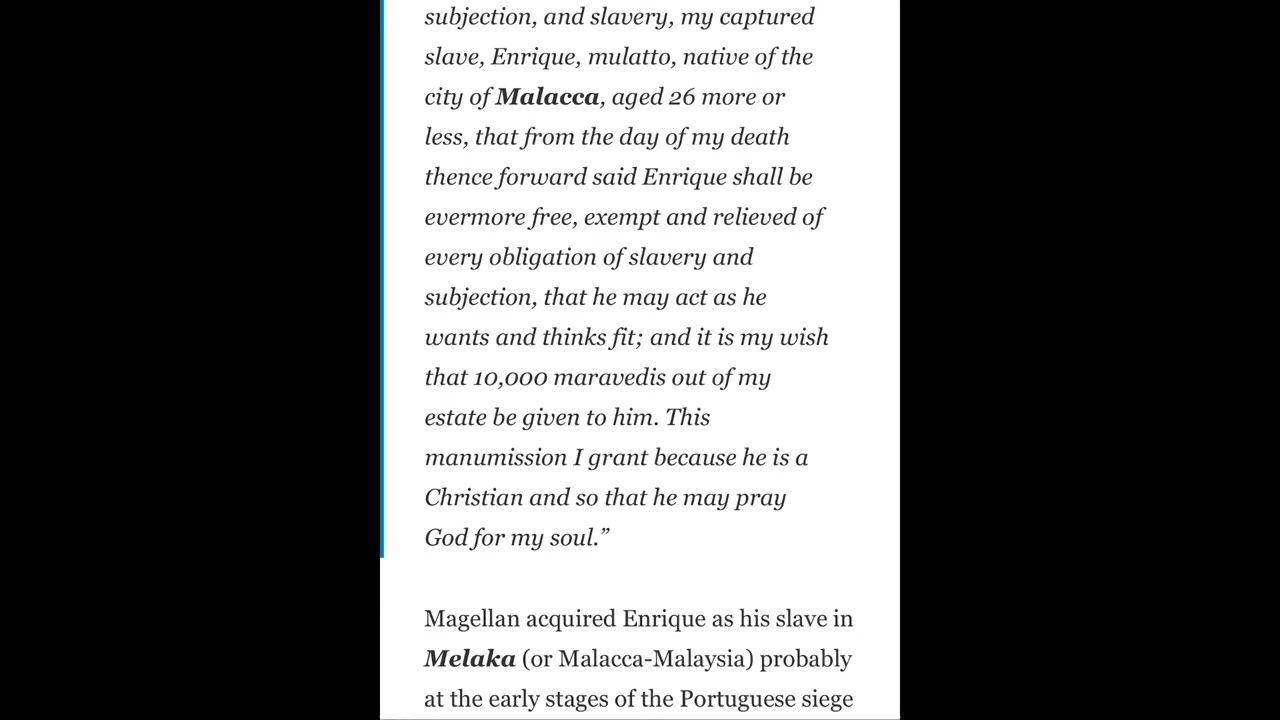 subjection, and slavery, my captured
slave, Enrique, mulatto, native of the
city of Malacca, aged 26 more or
less, that from the day of my death
thence forward said Enrique shall be
evermore free, exempt and relieved of
every obligation of slavery and
subjection, that he may act as he
wants and thinks fit; and it is my wish
that 10,000 maravedis out of my
estate be given to him. This
manumission I grant because he is a
Christian and so that he may pray
God for my soul.”
Magellan acquired Enrique as his slave in
Melaka (or Malacca-Malaysia) probably
at the early stages of the Portuguese siege